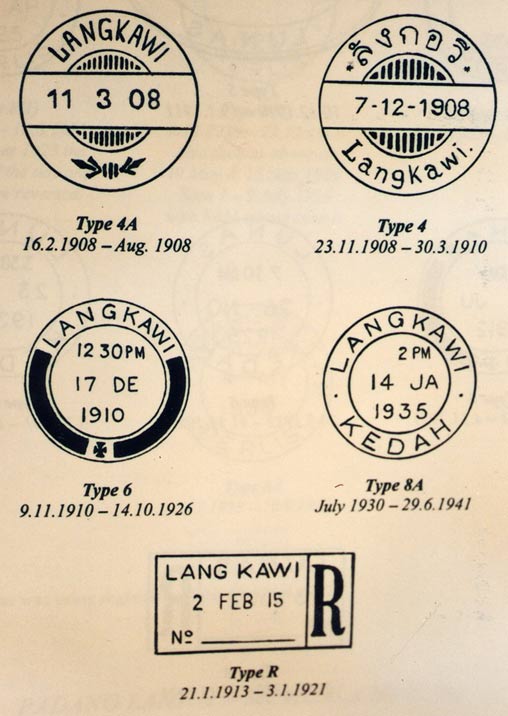 LANGKAWI
11 3 08
Type 4A
16.2.1908 – Aug. 1908
ลังกอวี
7-12-1908
Langkawi.
Type 4
23.11.1908 – 30.3.1910
LANGKAWI
12 30PM
17 DE
1910
Type 6
9.11.1910 – 14.10.1926
LANGKAWI
2 PM
14 JA
1935
· KEDAH ·
Type 8A
July 1930 – 29.6.1941
LANG KAWI
2 FEB 15
Nº
R
Type R
21.1.1913 – 3.1.1921